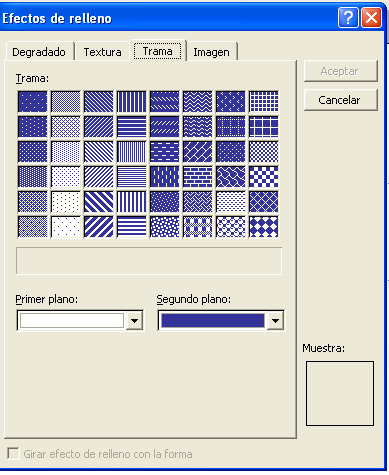 Efectos de relleno
Degradado Textura Trama Imagen
Trama:
Aceptar
Cancelar
Primer plano: Segundo plano:
Muestra:
Girar efecto de relleno con la forma